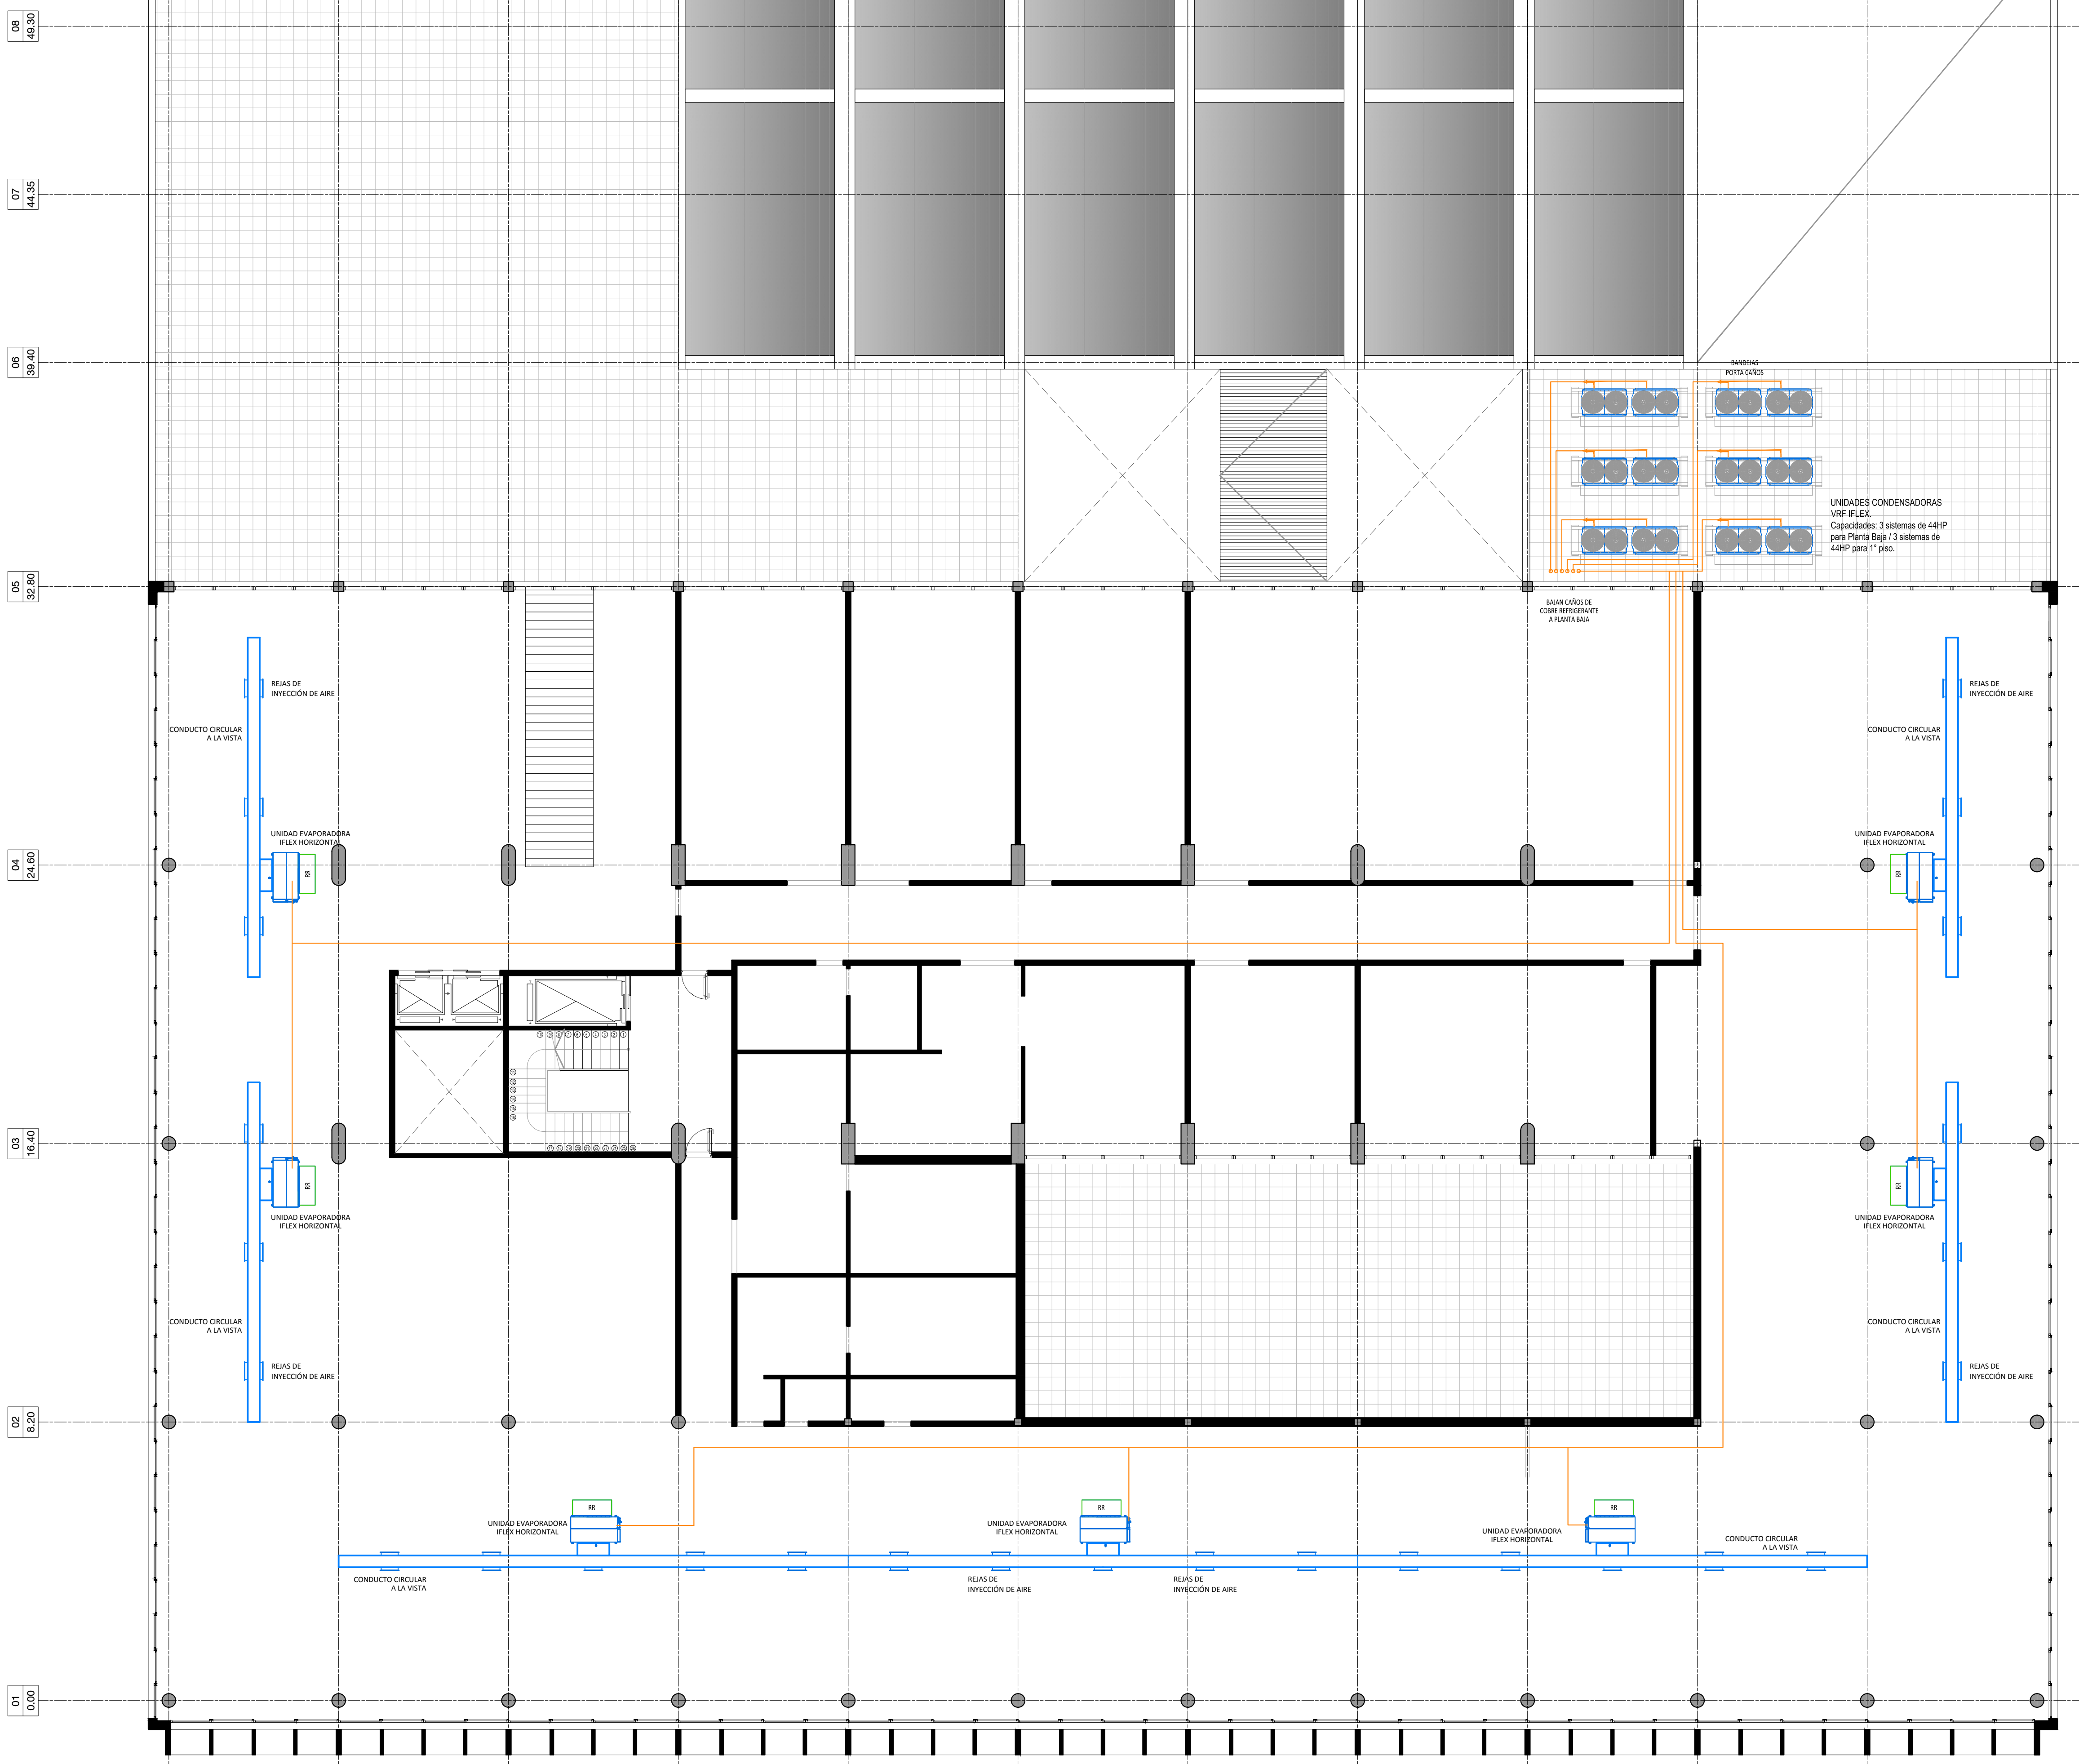 08
49.30
07
44.35
06
39.40
BANDEJAS
PORTA CAÑOS
UNIDADES CONDENSADORAS
VRF IFLEX.
Capacidades: 3 sistemas de 44HP
para Planta Baja / 3 sistemas de
44HP para 1° piso.
05
32.80
BAJAN CAÑOS DE
COBRE REFRIGERANTE
A PLANTA BAJA
REJAS DE
INYECCIÓN DE AIRE
REJAS DE
INYECCIÓN DE AIRE
CONDUCTO CIRCULAR
A LA VISTA
CONDUCTO CIRCULAR
A LA VISTA
UNIDAD EVAPORADORA
IFLEX HORIZONTAL
UNIDAD EVAPORADORA
IFLEX HORIZONTAL
04
24.60
RR
RR
03
16.40
RR
RR
UNIDAD EVAPORADORA
IFLEX HORIZONTAL
UNIDAD EVAPORADORA
IFLEX HORIZONTAL
CONDUCTO CIRCULAR
A LA VISTA
CONDUCTO CIRCULAR
A LA VISTA
REJAS DE
INYECCIÓN DE AIRE
REJAS DE
INYECCIÓN DE AIRE
02
8.20
RR
RR
RR
UNIDAD EVAPORADORA
IFLEX HORIZONTAL
UNIDAD EVAPORADORA
IFLEX HORIZONTAL
UNIDAD EVAPORADORA
IFLEX HORIZONTAL
CONDUCTO CIRCULAR
A LA VISTA
CONDUCTO CIRCULAR
A LA VISTA
REJAS DE
INYECCIÓN DE AIRE
REJAS DE
INYECCIÓN DE AIRE
01
0.00